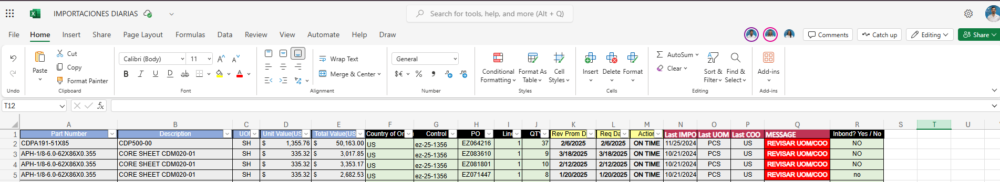 IMPORTACIONES DIARIAS
Search for tools, help, and more (Alt + Q)
File Home Insert Share Page Layout Formulas Data Review View Automate Help Draw
Comments Catch up Editing Share
Paste Cut Copy Format Painter
Calibri (Body) 11
Wrap Text
Merge & Center
General
Conditional Formatting Format As Table Cell Styles
Insert Delete Format
AutoSum
Clear
Sort & Filter Find & Select
Add-ins
Undo Clipboard Font Alignment Number Styles Cells Editing Add-ins
T12
A B C D E F G H I J K L M N O P Q R S T U
1 Part Number Description UO Unit Value(US Total Value(US Country of Or Control PO Line QTY Rev Prom D Req Da Action Last IMPO Last UOM Last COO MESSAGE Inbond? Yes / No
2 CDPA191-51X85 CDP500-00 SH $ 1,355.76 $ 50,163.00 US ez-25-1356 EZ064216 1 37 2/6/2025 2/6/2025 ON TIME 11/25/2024 PCS US REVISAR UOM/COO NO
3 APH-1/8-6.0-62X86X0.355 CORE SHEET CDM020-01 SH $ 335.32 $ 3,017.85 US ez-25-1356 EZ083610 1 9 3/18/2025 3/18/2025 ON TIME 10/21/2024 PCS US REVISAR UOM/COO NO
4 APH-1/8-6.0-62X86X0.355 CORE SHEET CDM020-01 SH $ 335.32 $ 3,353.17 US ez-25-1356 EZ081801 1 10 2/12/2025 2/12/2025 ON TIME 10/21/2024 PCS US REVISAR UOM/COO NO
5 APH-1/8-6.0-62X86X0.355 CORE SHEET CDM020-01 SH $ 335.32 $ 2,682.53 US ez-25-1356 EZ071447 1 8 1/20/2025 1/20/2025 ON TIME 10/21/2024 PCS US REVISAR UOM/COO no